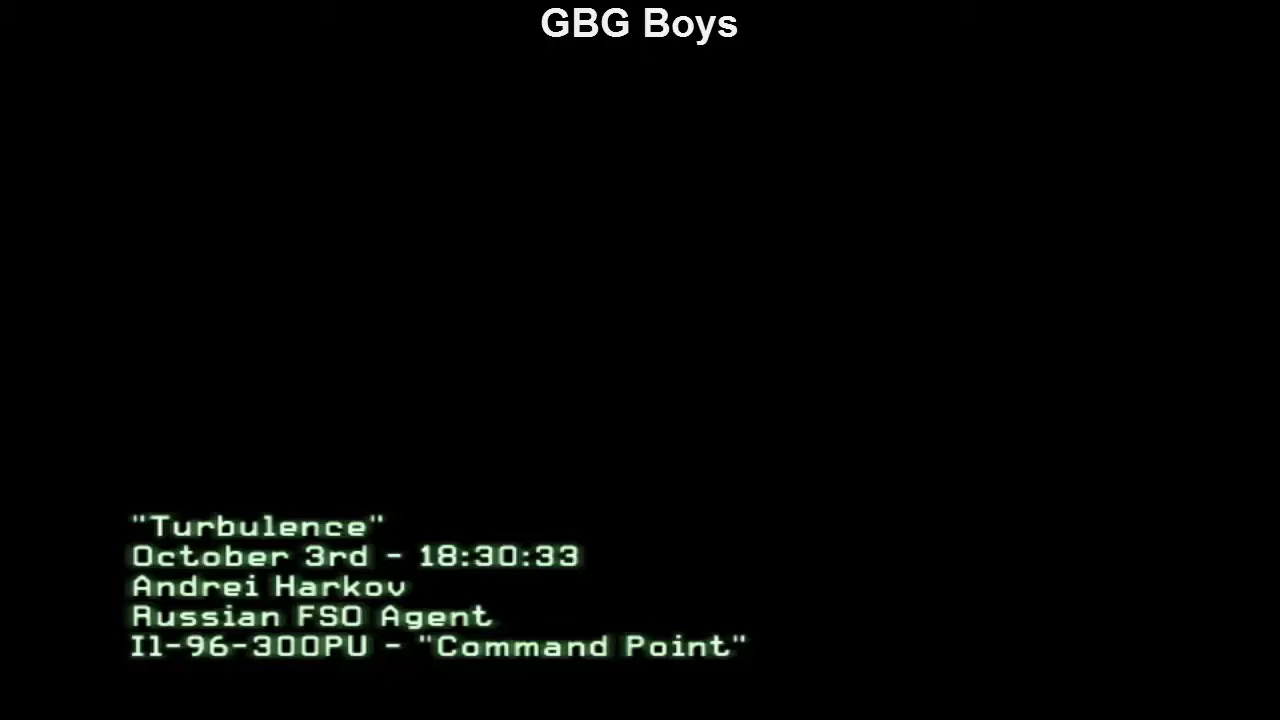 GBG Boys
"Turbulence"
October 3rd - 18:30:33
Andrei Harkov
Russian FSO Agent
Il-96-300PU - "Command Point"